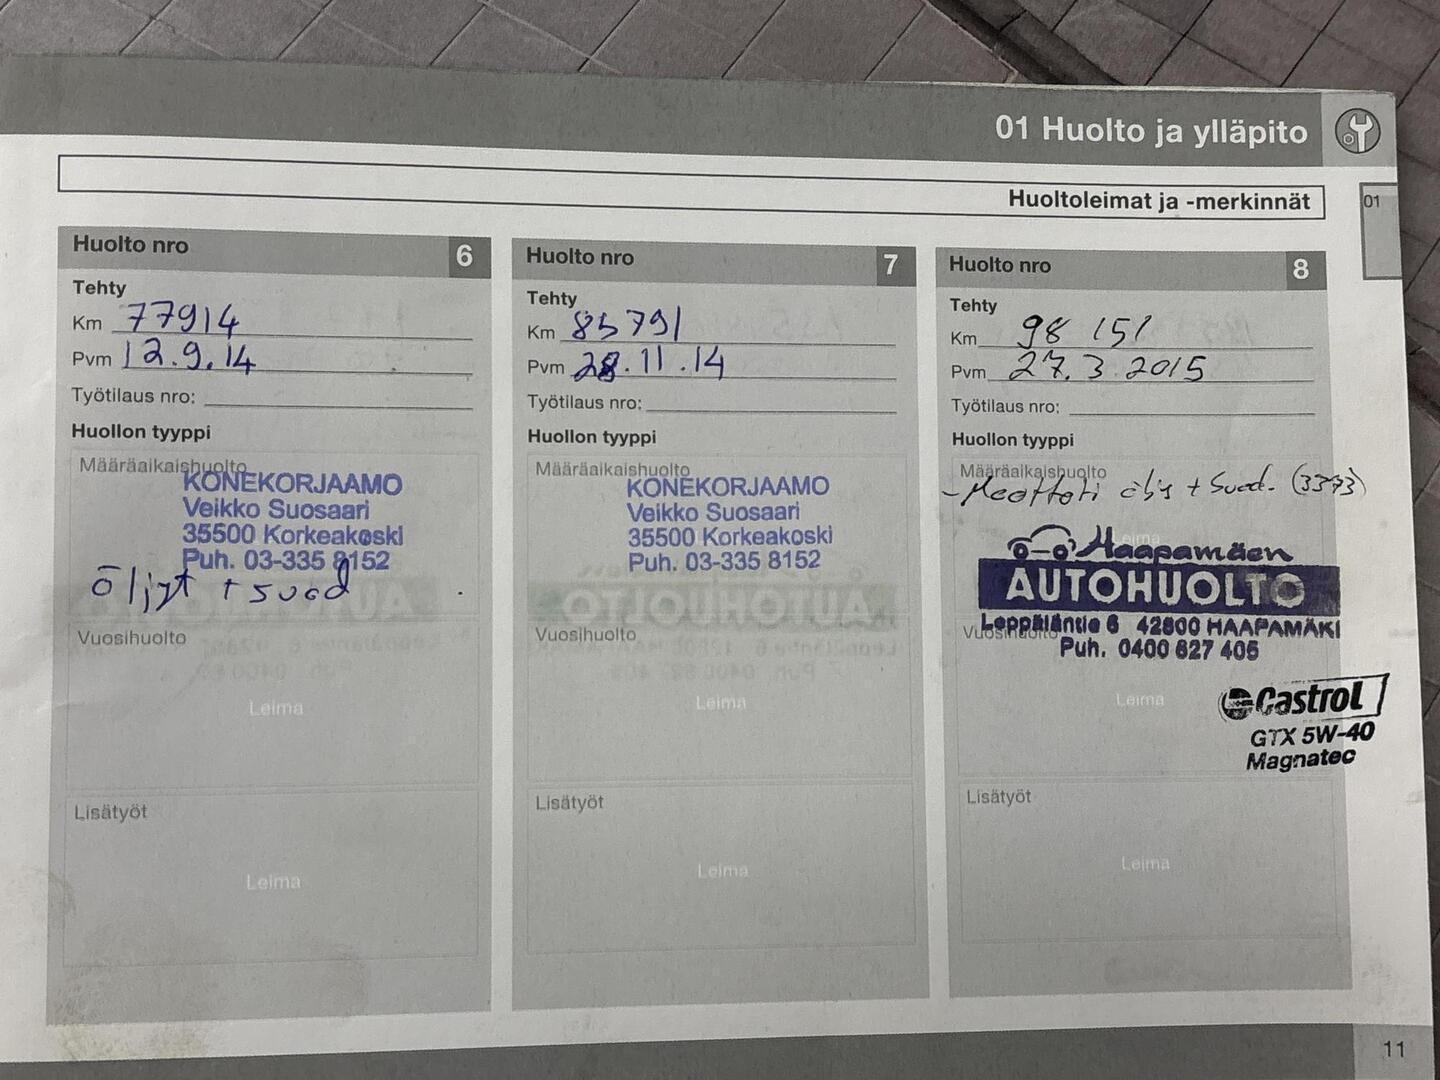 01 Huolto ja ylläpito
Huoltoleimat ja -merkinnät
01
Huolto nro 6
Tehty
Km 77914
Pvm 12.9.14
Työtilaus nro:
Huollon tyyppi
Määräaikaishuolto
KONEKORJAAMO
Veikko Suosaari
35500 Korkeakoski
Puh. 03-335 8152
öljyt + suod
Vuosihuolto
Leima
Lisätyöt
Leima
Huolto nro 7
Tehty
Km 85791
Pvm 28.11.14
Työtilaus nro:
Huollon tyyppi
Määräaikaishuolto
KONEKORJAAMO
Veikko Suosaari
35500 Korkeakoski
Puh. 03-335 8152
Vuosihuolto
Leima
Lisätyöt
Leima
Huolto nro 8
Tehty
Km 98 151
Pvm 27.3.2015
Työtilaus nro:
Huollon tyyppi
Määräaikaishuolto
+ Suod. (3373)
Leima
Haapamäen
AUTOHUOLTO
Leppäläntie 6 42800 HAAPAMÄKI
Vuosihuolto
Puh. 0400 627 405
Leima
Castrol
GTX 5W-40
Magnatec
Lisätyöt
Leima
11